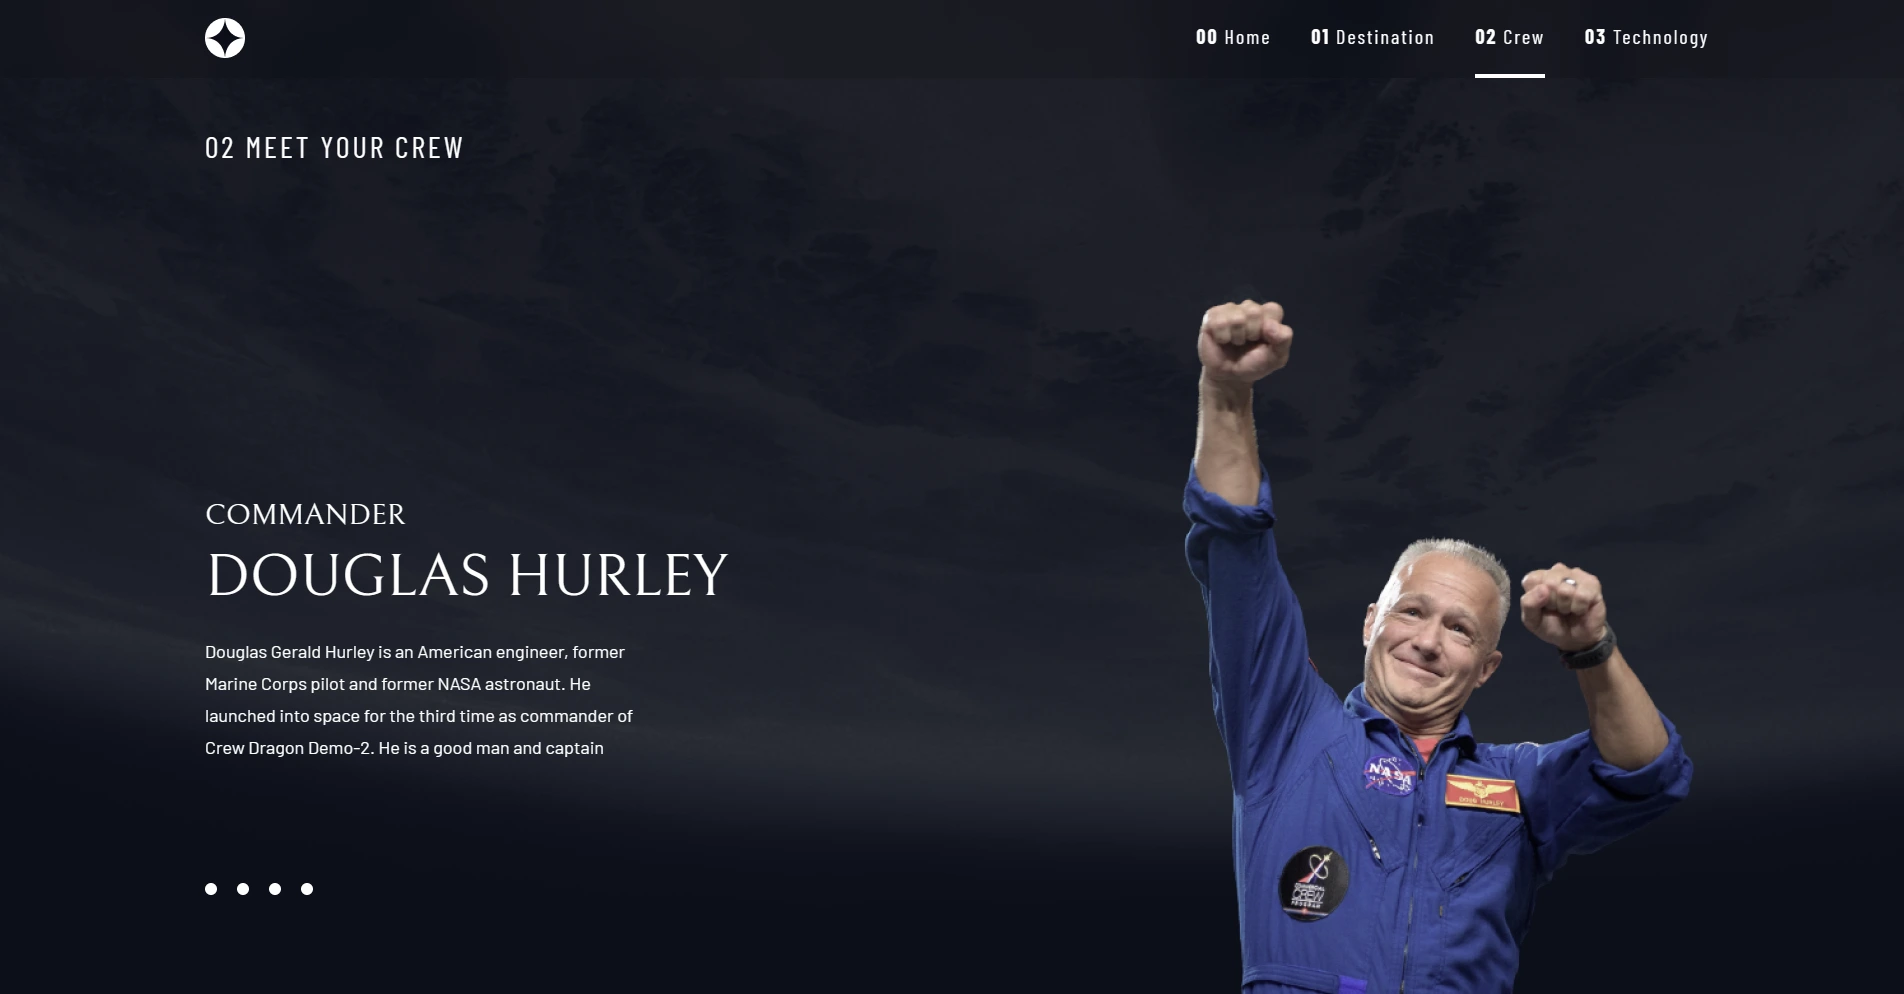 00 Home 01 Destination 02 Crew 03 Technology
02 MEET YOUR CREW
COMMANDER
DOUGLAS HURLEY
Douglas Gerald Hurley is an American engineer, former
Marine Corps pilot and former NASA astronaut. He
launched into space for the third time as commander of
Crew Dragon Demo-2. He is a good man and captain
NASA
DOUG HURLEY
COMMERCIAL
CREW
PROGRAM